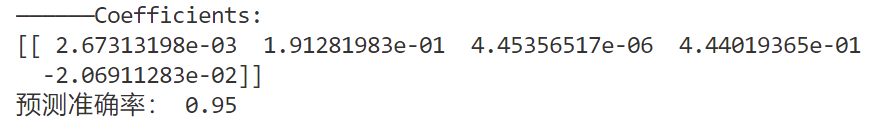 ———————Coefficients:
[[ 2.67313198e-03 1.91281983e-01 4.45356517e-06 4.44019365e-01
-2.06911283e-02]]
预测准确率: 0.95